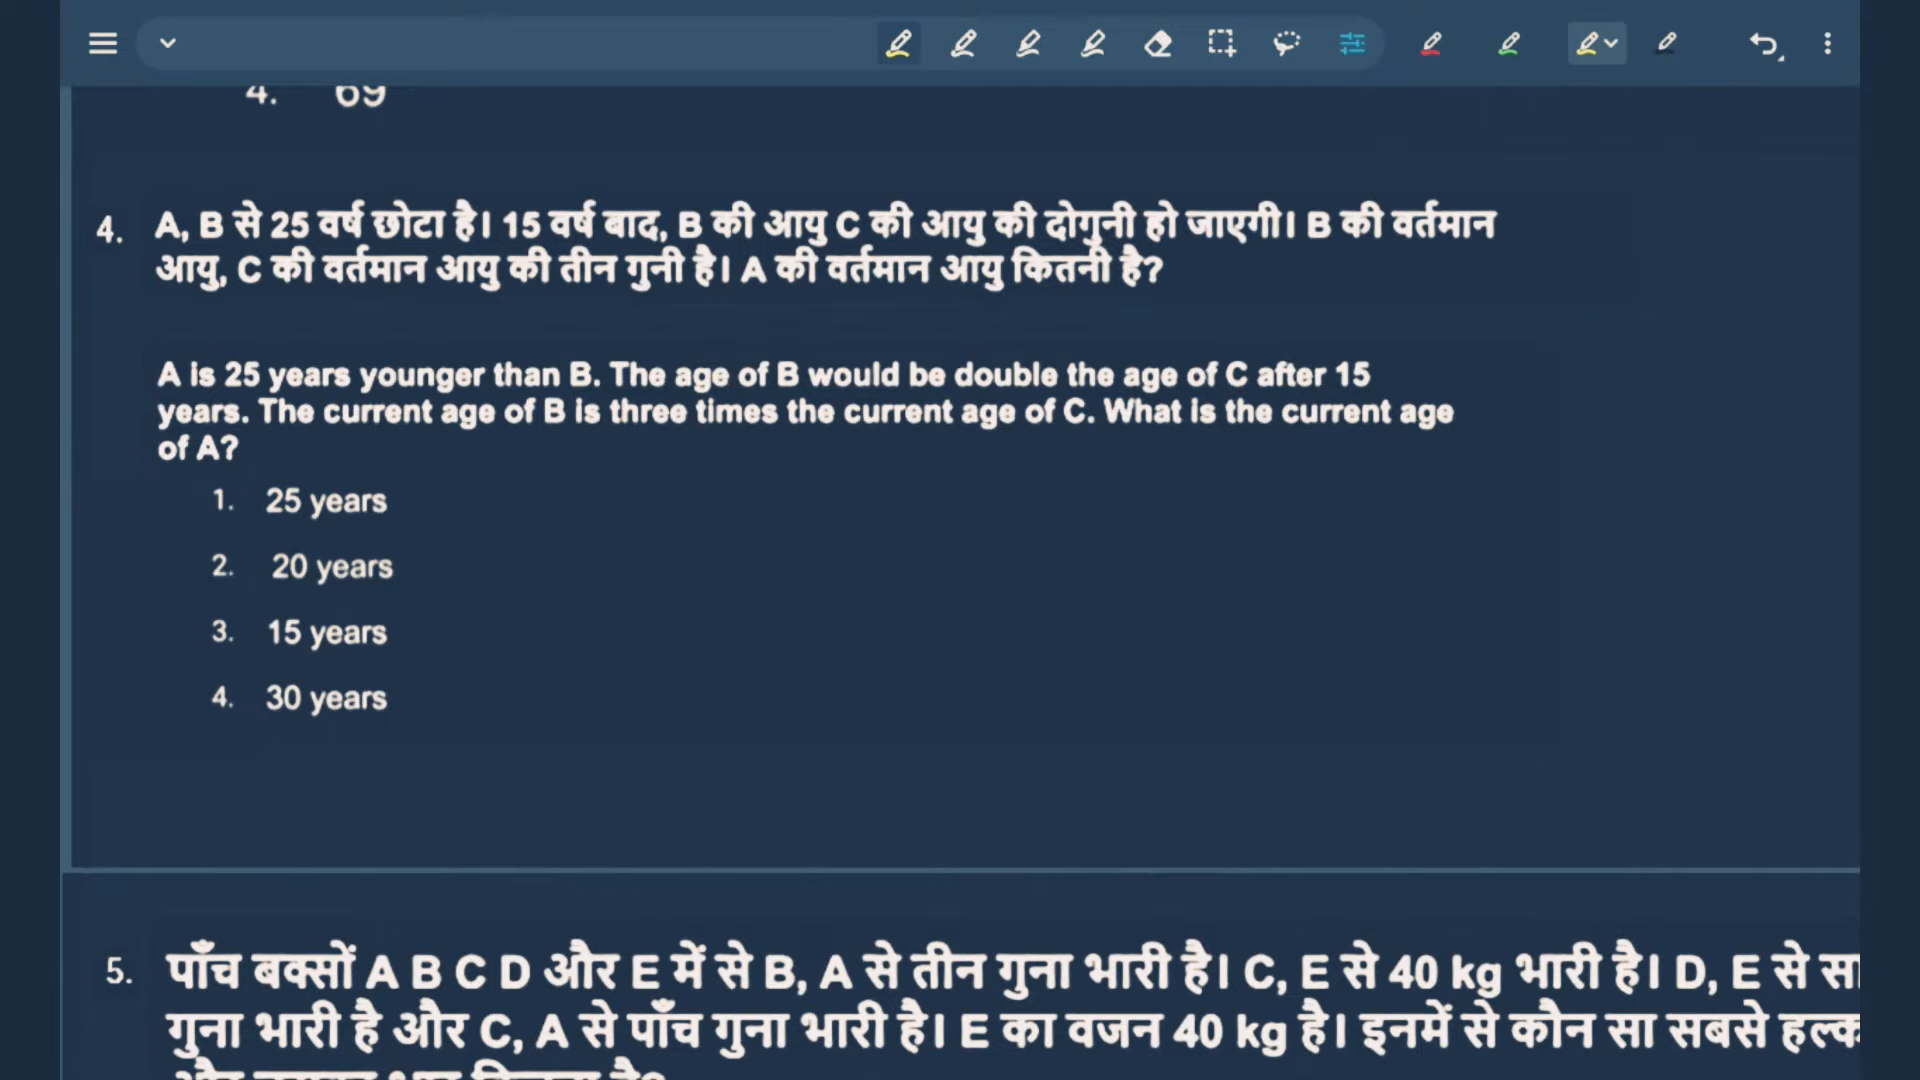 4. 69
4. A, B से 25 वर्ष छोटा है। 15 वर्ष बाद, B की आयु C की आयु की दोगुनी हो जाएगी। B की वर्तमान
आयु, C की वर्तमान आयु की तीन गुनी है। A की वर्तमान आयु कितनी है?
A is 25 years younger than B. The age of B would be double the age of C after 15
years. The current age of B is three times the current age of C. What is the current age
of A?
1. 25 years
2. 20 years
3. 15 years
4. 30 years
5. पाँच बक्सों A B C D और E में से B, A से तीन गुना भारी है। C, E से 40 kg भारी है। D, E से
गुना भारी है और C, A से पाँच गुना भारी है। E का वजन 40 kg है। इनमें से कौन सा सबसे